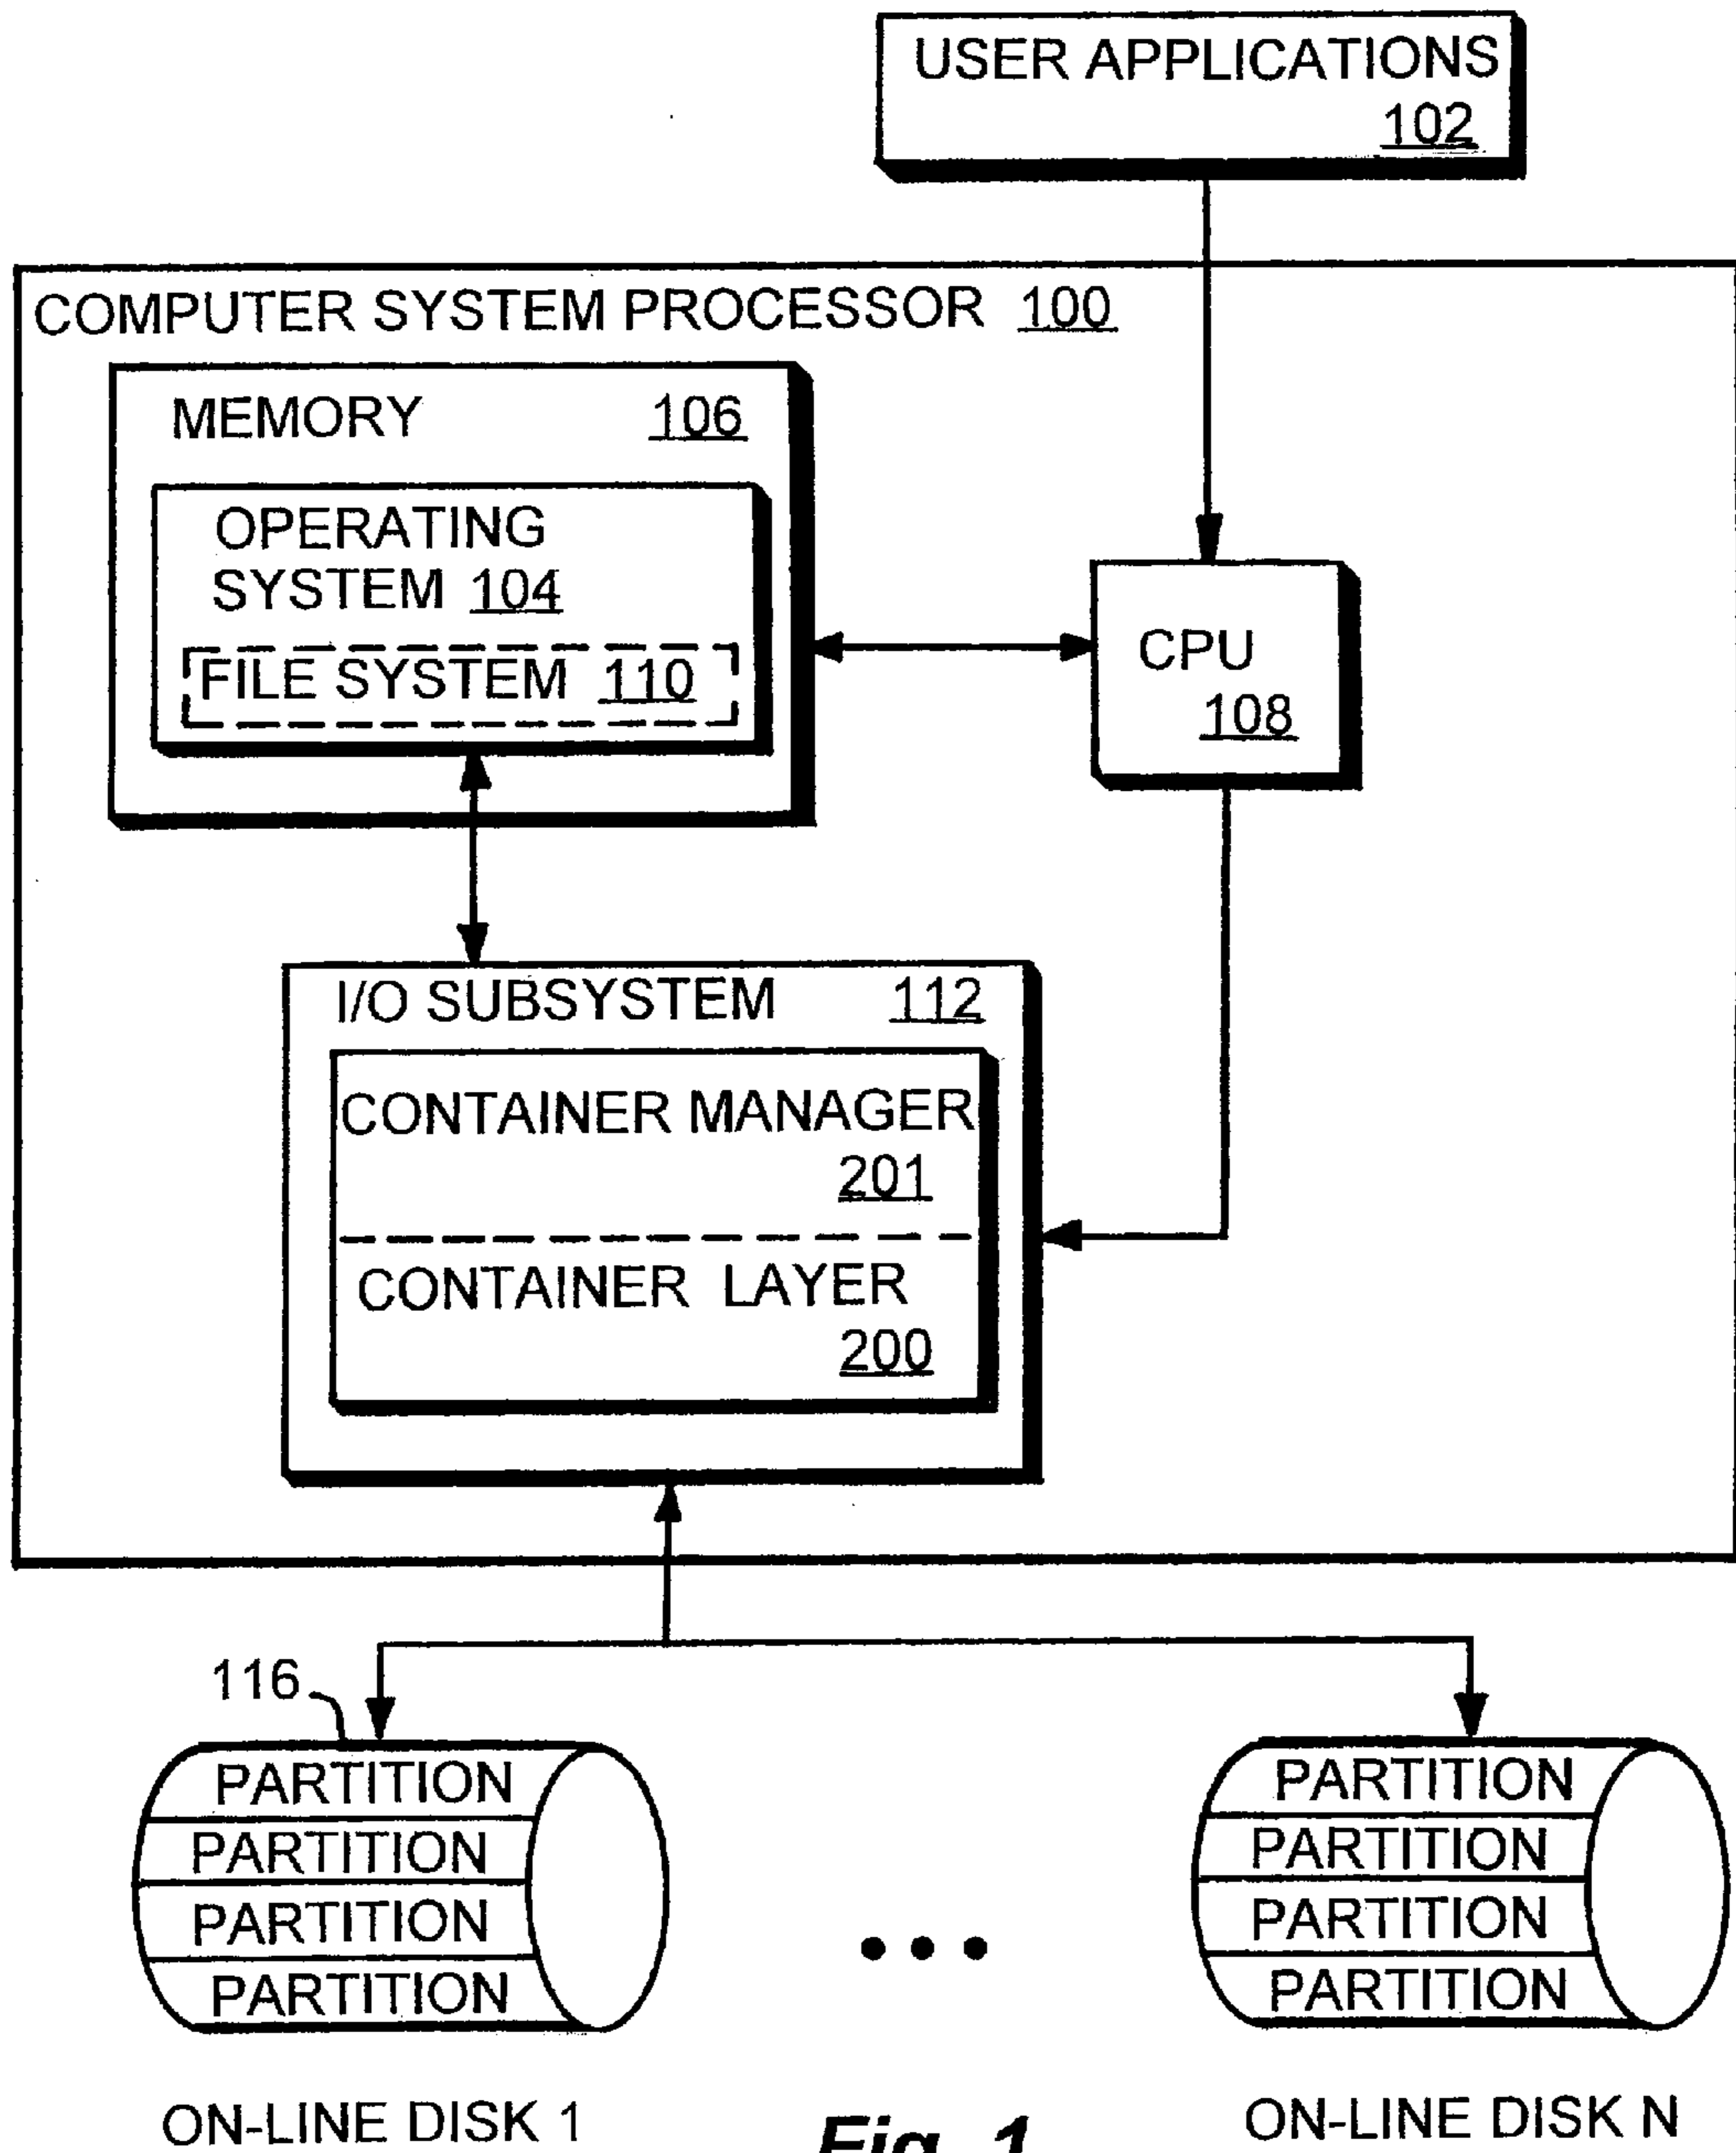 USER APPLICATIONS
102
COMPUTER SYSTEM PROCESSOR 100
MEMORY 106
OPERATING
SYSTEM 104
FILE SYSTEM 110
CPU
108
I/O SUBSYSTEM 112
CONTAINER MANAGER
201
CONTAINER LAYER
200
116
PARTITION
PARTITION
PARTITION
PARTITION
PARTITION
PARTITION
PARTITION
PARTITION
ON-LINE DISK 1
Fig. 1
ON-LINE DISK N